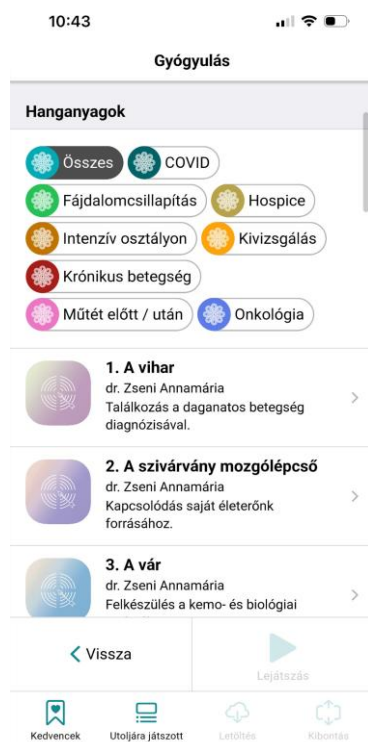 10:43
Gyógyulás
Hanganyagok
Összes
COVID
Fájdalomcsillapítás
Hospice
Intenzív osztályon
Kivizsgálás
Krónikus betegség
Műtét előtt / után
Onkológia
1. A vihar
dr. Zseni Annamária
Találkozás a daganatos betegség
diagnózisával.
2. A szivárvány mozgólépcső
dr. Zseni Annamária
Kapcsolódás saját életerőnk
forrásához.
3. A vár
dr. Zseni Annamária
Felkészülés a kemo- és biológiai
Vissza
Lejátszás
Kedvencek
Utoljára játszott
Letöltés
Kibontás